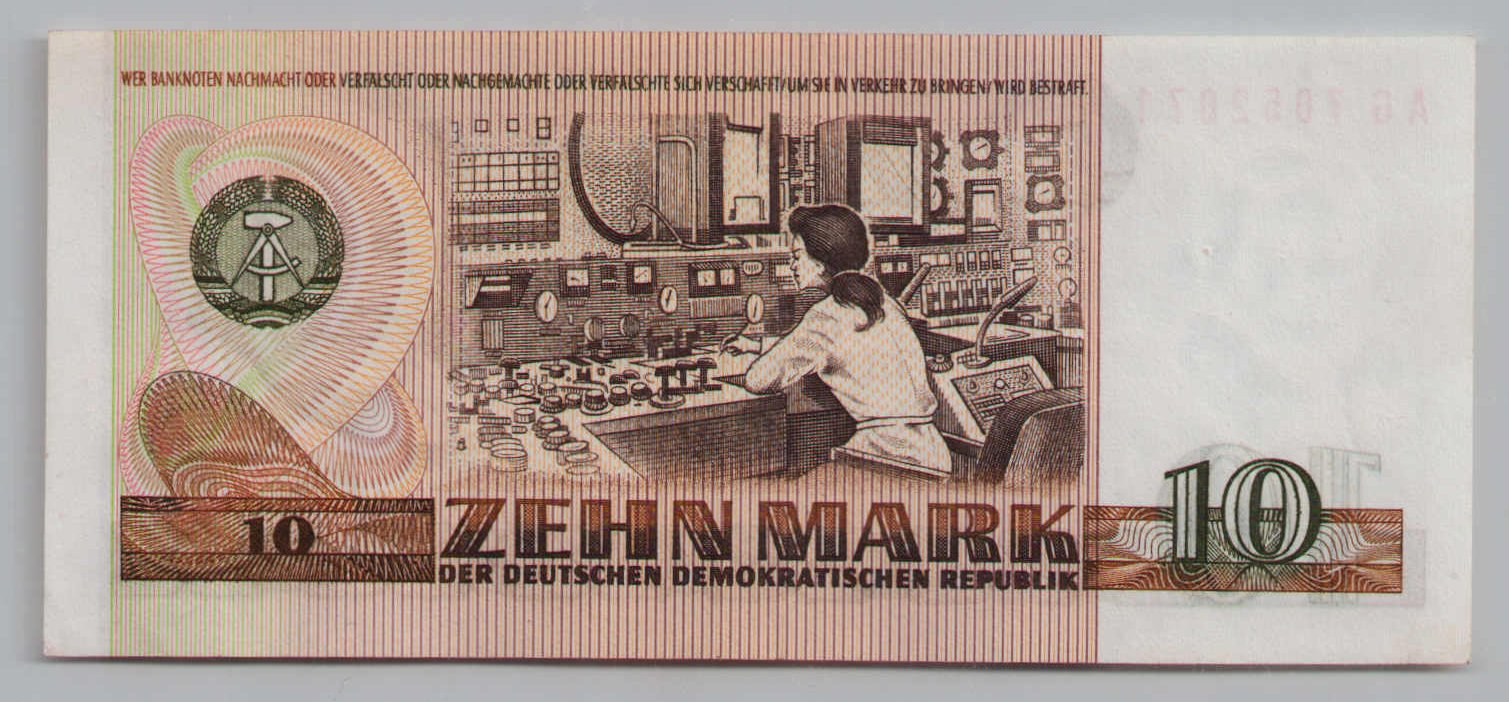 WER BANKNOTEN NACHMACHT ODER VERFÄLSCHT ODER NACHGEMACHTE ODER VERFÄLSCHTE SICH VERSCHAFFT/UM SIE IN VERKEHR ZU BRINGEN/WIRD BESTRAFT.
10
ZEHN MARK
DER DEUTSCHEN DEMOKRATISCHEN REPUBLIK
10